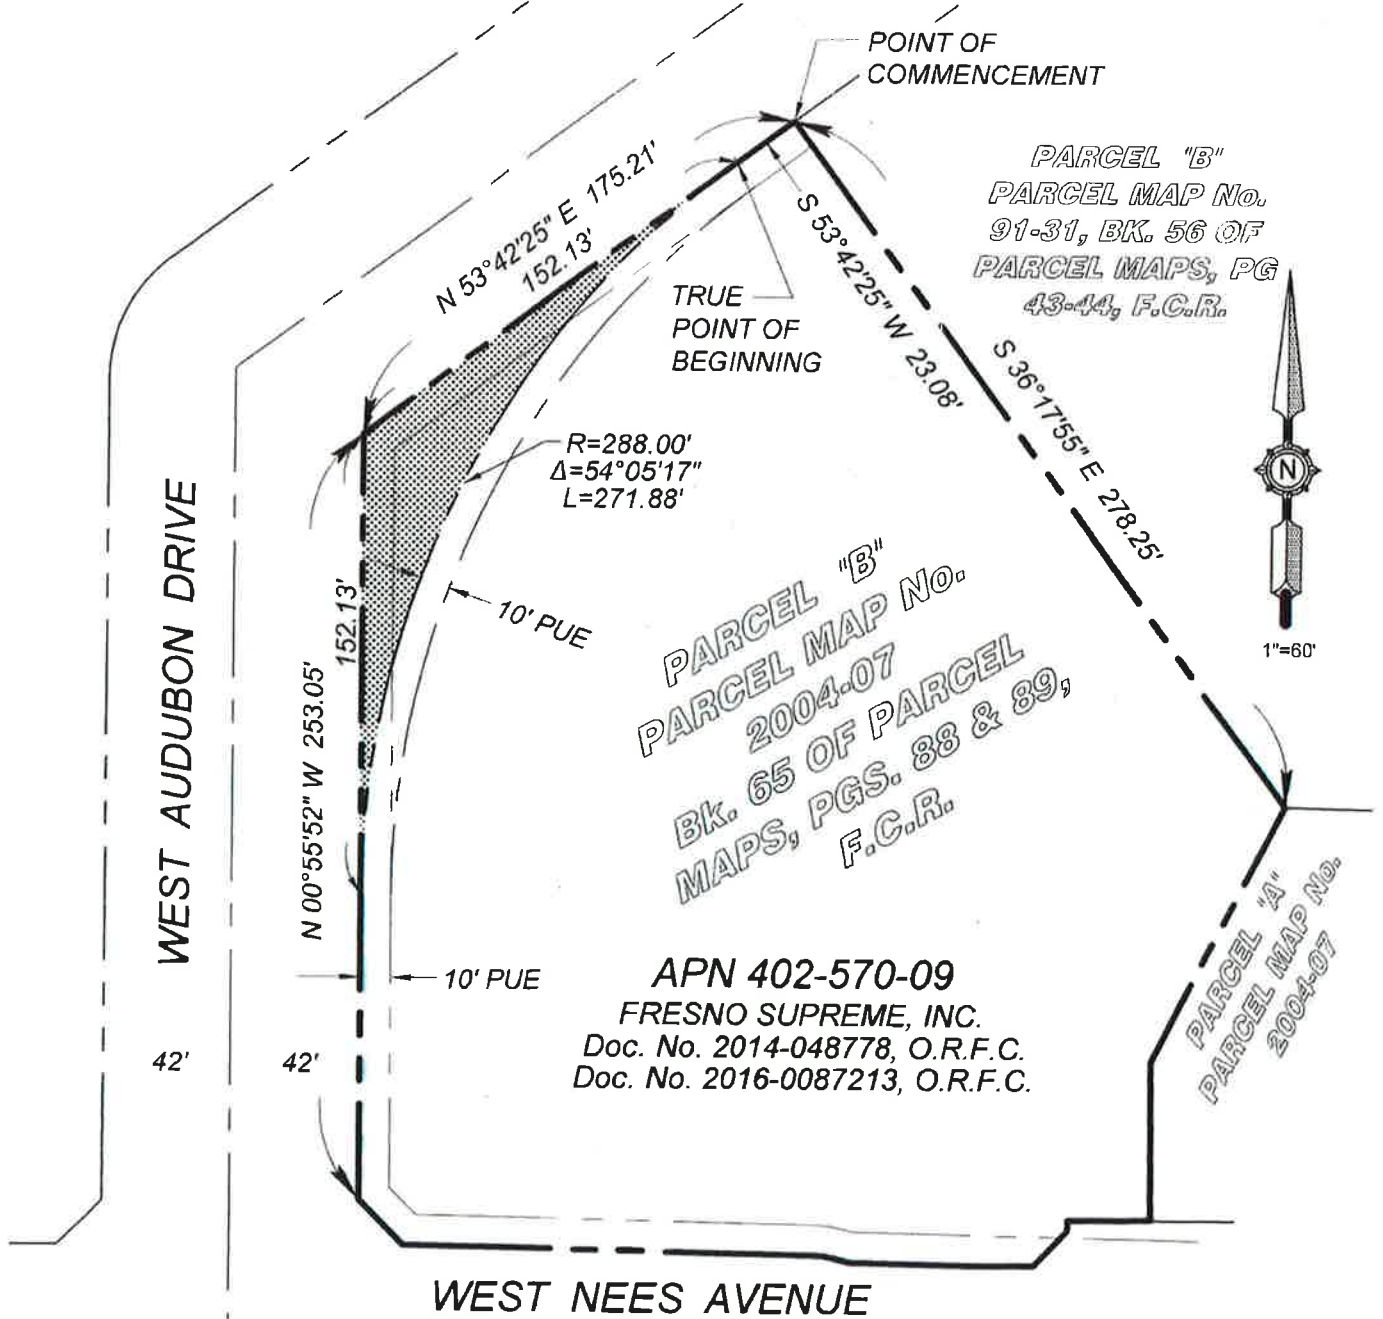 POINT OF
COMMENCEMENT
PARCEL "B"
PARCEL MAP No.
91-31, BK. 56 OF
PARCEL MAPS, PG
43-44, F.C.R.
N 53°42'25" E 175.21'
152.13'
S 53°42'25" W 23.08'
TRUE
POINT OF
BEGINNING
S 36°17'55" E 278.25'
R=288.00'
Δ=54°05'17"
L=271.88'
N
1"=60'
WEST AUDUBON DRIVE
152.13'
N 00°55'52" W 253.05'
10' PUE
PARCEL "B"
PARCEL MAP No.
2004-07
Bk. 65 OF PARCEL
MAPS, PGS. 88 & 89,
F.C.R.
PARCEL "A"
PARCEL MAP No.
2004-07
10' PUE
APN 402-570-09
FRESNO SUPREME, INC.
Doc. No. 2014-048778, O.R.F.C.
Doc. No. 2016-0087213, O.R.F.C.
42'
42'
WEST NEES AVENUE